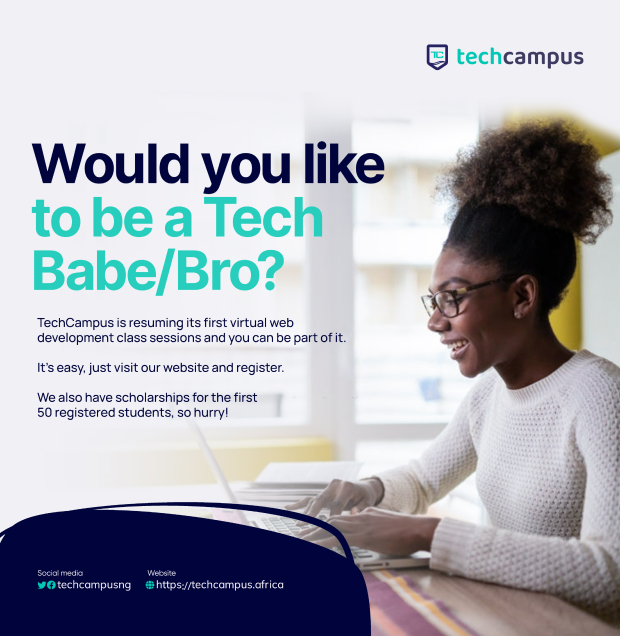 TC techcampus
Would you like
to be a Tech
Babe/Bro?
TechCampus is resuming its first virtual web
development class sessions and you can be part of it.
It's easy, just visit our website and register.
We also have scholarships for the first
50 registered students, so hurry!
Social media Website
techcampusng https://techcampus.africa